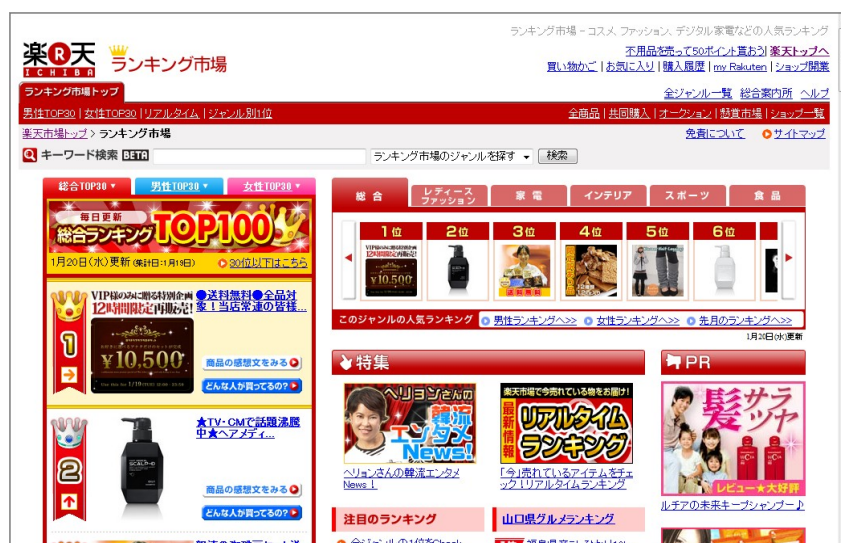 ランキング市場 - コスメ、ファッション、デジタル家電などの人気ランキング
楽R天
ICHIBA
ランキング市場
不用品を売って50ポイント貰おう! 楽天トップへ
買い物かご | お気に入り | 購入履歴 | my Rakuten | ショップ開業
ランキング市場トップ
全ジャンル一覧 総合案内所 ヘルプ
男性TOP30 | 女性TOP30 | リアルタイム | ジャンル別1位
全商品 | 共同購入 | オークション | 懸賞市場 | ショップ一覧
楽天市場トップ > ランキング市場
免責について サイトマップ
キーワード検索 BETA
ランキング市場のジャンルを探す
検索
総合TOP30
男性TOP30
女性TOP30
毎日更新
総合ランキング TOP100
1月20日(水)更新 (集計日:1月19日)
30位以下はこちら
1
VIP様のみに贈る特別企画
12時間限定再販売!
¥10,500
●送料無料●全品対
象!当店常連の皆様...
商品の感想文をみる
どんな人が買ってるの?
2
★TV・CMで話題沸騰
中★ヘアメディ...
商品の感想文をみる
どんな人が買ってるの?
総合
レディース
ファッション
家電
インテリア
スポーツ
食品
1位
2位
3位
4位
5位
6位
VIP様のみに贈る特別企画
12時間限定再販売!
¥10,500
送料無料
このジャンルの人気ランキング 男性ランキングへ>> 女性ランキングへ>> 先月のランキングへ>>
1月20日(水)更新
特集
ヘリョンさんの
韓流
エンタメ
News!
ヘリョンさんの韓流エンタメ
News!
楽天市場で今売れている物をお届け!
最新情報
リアルタイム
ランキング
「今」売れているアイテムをチェ
ック!リアルタイムランキング
注目のランキング
山口県グルメランキング
PR
髪
サラ
ツヤ
レビュー★大好評
ルチアの未来キープシャンプー♪